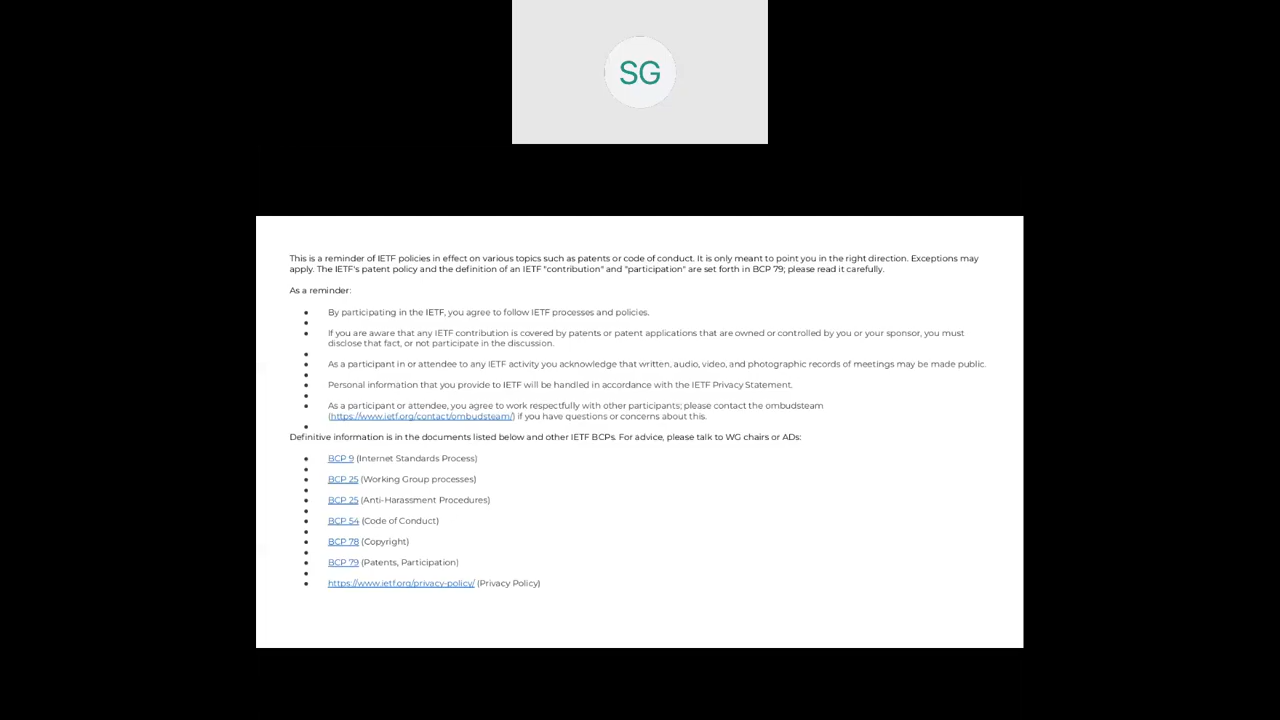 SG
This is a reminder of IETF policies in effect on various topics such as patents or code of conduct. It is only meant to point you in the right direction. Exceptions may
apply. The IETF's patent policy and the definition of an IETF "contribution" and "participation" are set forth in BCP 79; please read it carefully.
As a reminder:
By participating in the IETF, you agree to follow IETF processes and policies.
If you are aware that any IETF contribution is covered by patents or patent applications that are owned or controlled by you or your sponsor, you must
disclose that fact, or not participate in the discussion.
As a participant in or attendee to any IETF activity you acknowledge that written, audio, video, and photographic records of meetings may be made public.
Personal information that you provide to IETF will be handled in accordance with the IETF Privacy Statement.
As a participant or attendee, you agree to work respectfully with other participants; please contact the ombudsteam
(https://www.ietf.org/contact/ombudsteam/) if you have questions or concerns about this.
Definitive information is in the documents listed below and other IETF BCPs. For advice, please talk to WG chairs or ADs:
BCP 9 (Internet Standards Process)
BCP 25 (Working Group processes)
BCP 25 (Anti-Harassment Procedures)
BCP 54 (Code of Conduct)
BCP 78 (Copyright)
BCP 79 (Patents, Participation)
https://www.ietf.org/privacy-policy/ (Privacy Policy)